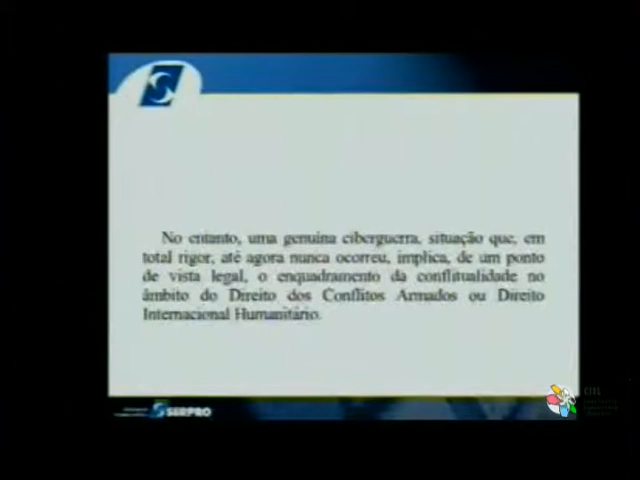 No entanto, uma genuína ciberguerra, situação que, em
total rigor, até agora nunca ocorreu, implica, de um ponto
de vista legal, o enquadramento da conflitualidade no
âmbito do Direito dos Conflitos Armados ou Direito
Internacional Humanitário.
SERPRO